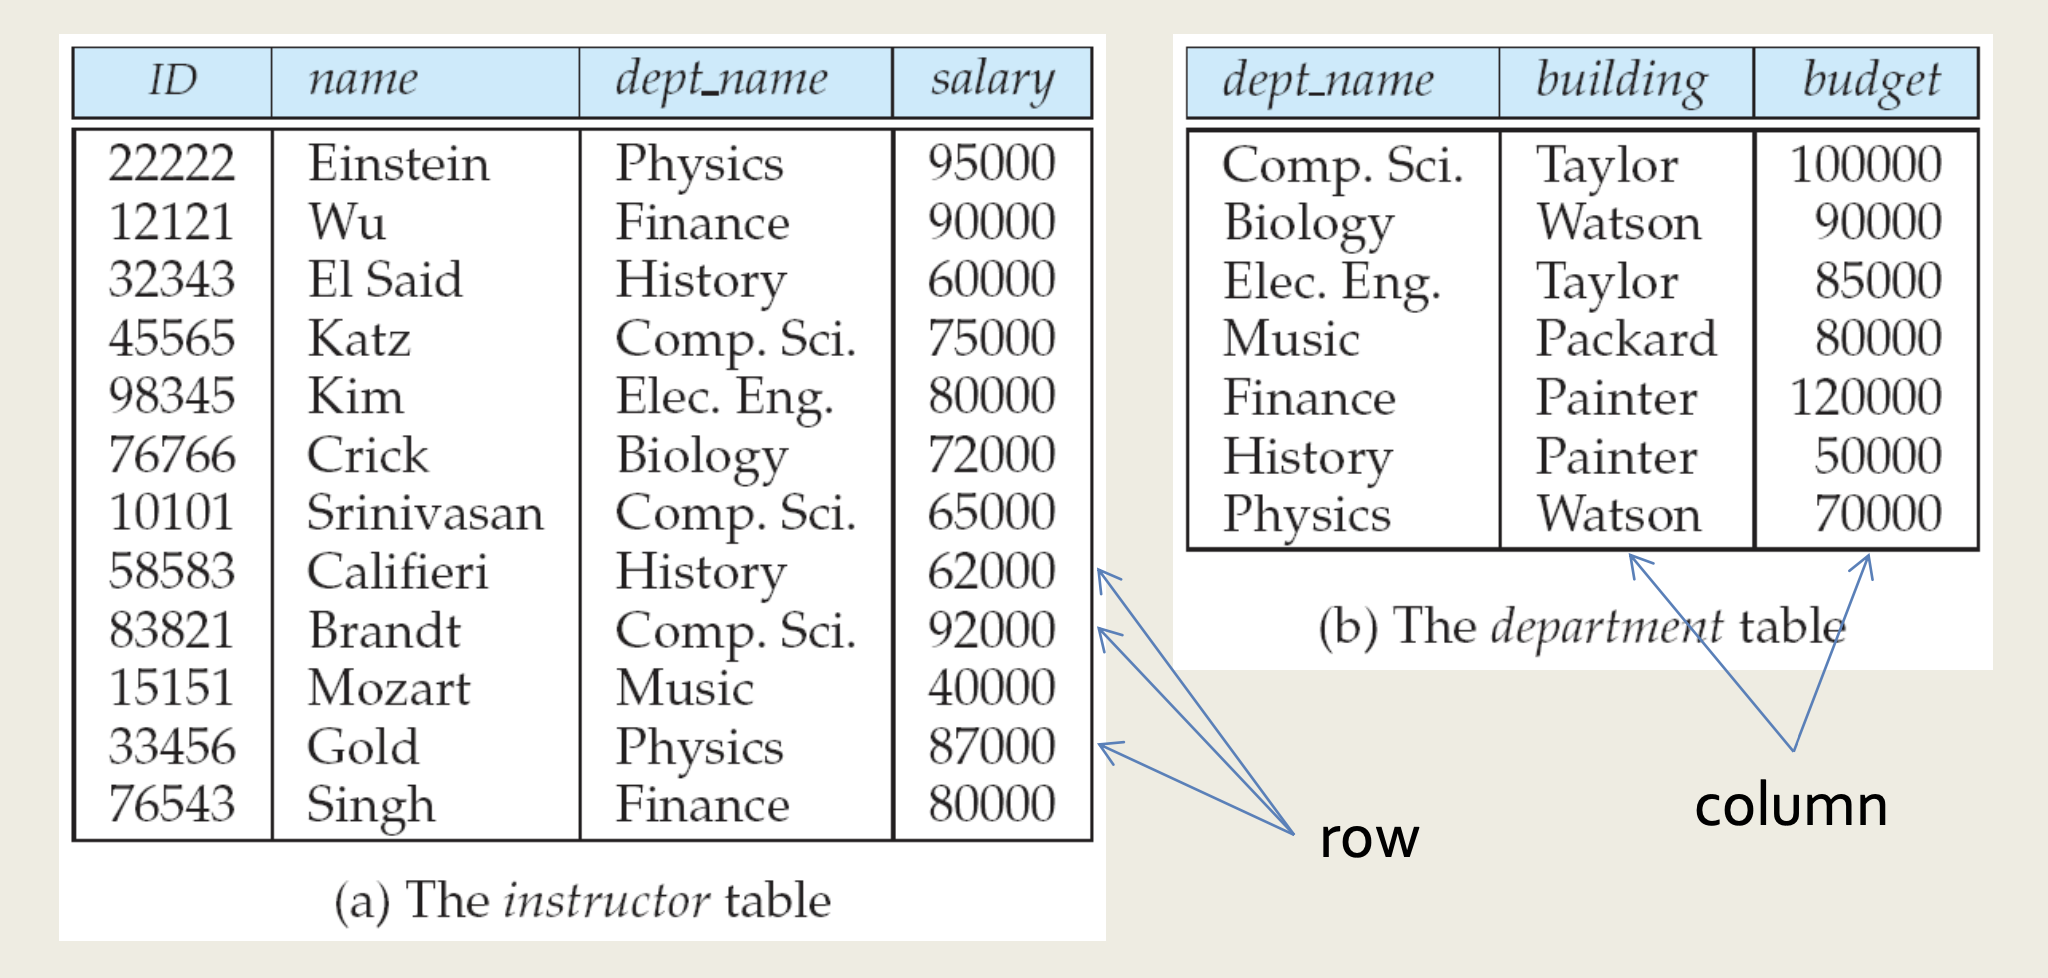 ID name dept_name salary
22222 Einstein Physics 95000
12121 Wu Finance 90000
32343 El Said History 60000
45565 Katz Comp. Sci. 75000
98345 Kim Elec. Eng. 80000
76766 Crick Biology 72000
10101 Srinivasan Comp. Sci. 65000
58583 Califieri History 62000
83821 Brandt Comp. Sci. 92000
15151 Mozart Music 40000
33456 Gold Physics 87000
76543 Singh Finance 80000
(a) The instructor table
dept_name building budget
Comp. Sci. Taylor 100000
Biology Watson 90000
Elec. Eng. Taylor 85000
Music Packard 80000
Finance Painter 120000
History Painter 50000
Physics Watson 70000
(b) The department table
row
column